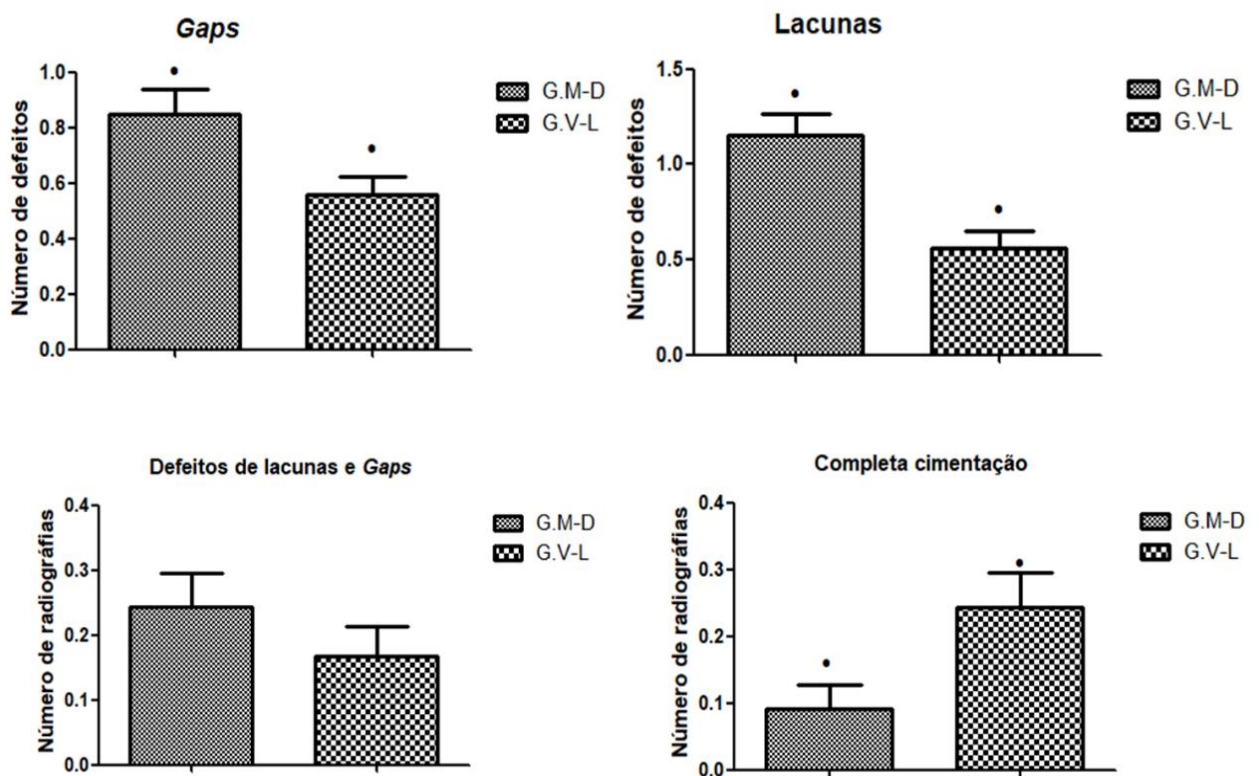 Gaps
Número de defeitos
1.0
0.8
0.6
0.4
0.2
0.0
G.M-D
G.V-L
Lacunas
Número de defeitos
1.5
1.0
0.5
0.0
G.M-D
G.V-L
Defeitos de lacunas e Gaps
Número de radiográfias
0.4
0.3
0.2
0.1
0.0
G.M-D
G.V-L
Completa cimentação
Número de radiográfias
0.4
0.3
0.2
0.1
0.0
G.M-D
G.V-L